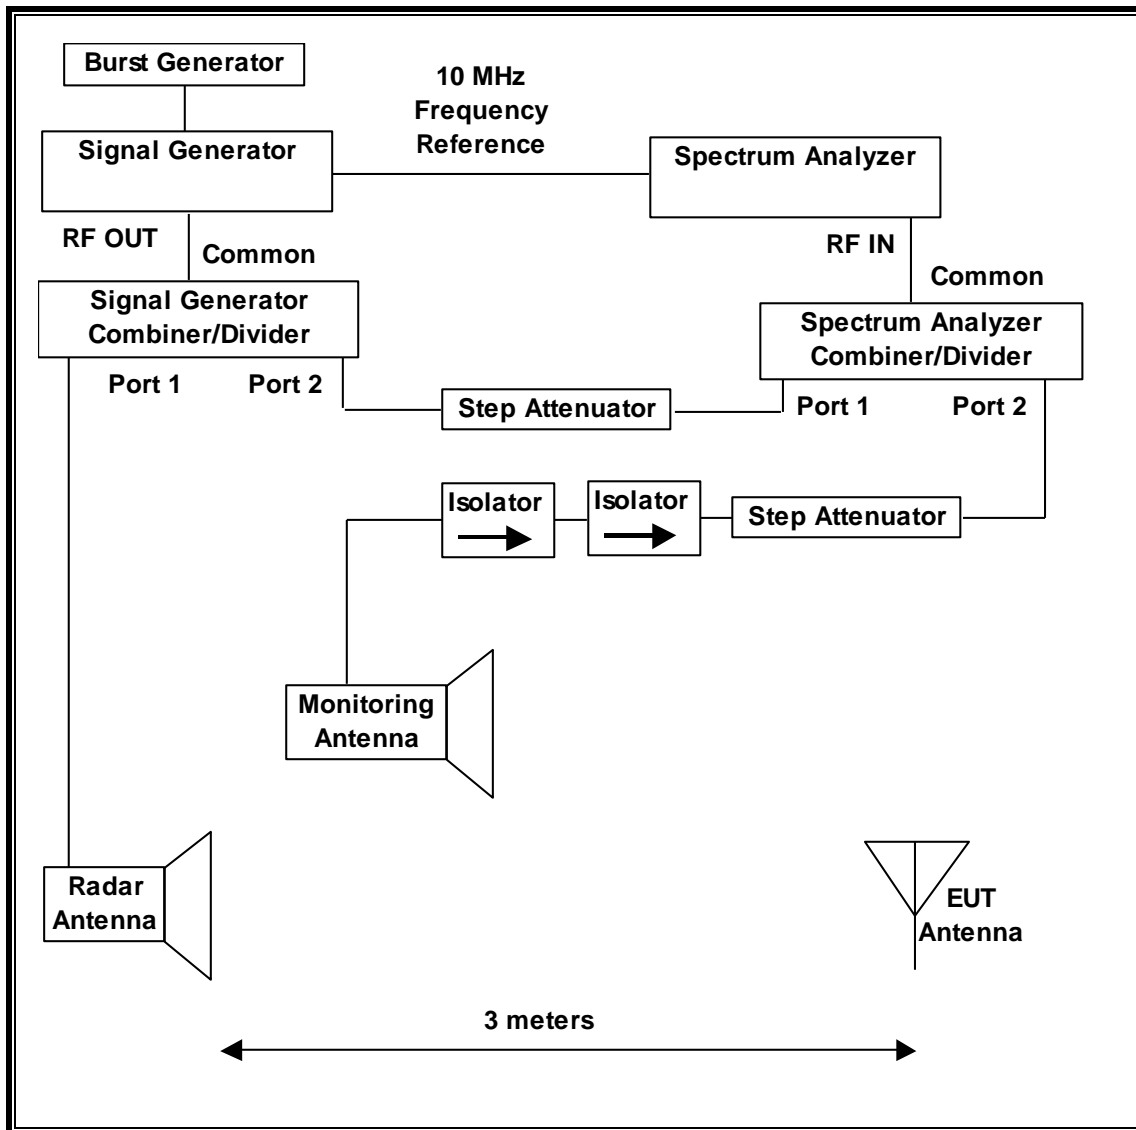 Burst Generator
10 MHz
Frequency
Reference
Signal Generator
Spectrum Analyzer
RF OUT
Common
RF IN
Common
Signal Generator
Combiner/Divider
Spectrum Analyzer
Combiner/Divider
Port 1
Port 2
Step Attenuator
Port 1
Port 2
Isolator
Isolator
Step Attenuator
Monitoring
Antenna
Radar
Antenna
EUT
Antenna
3 meters